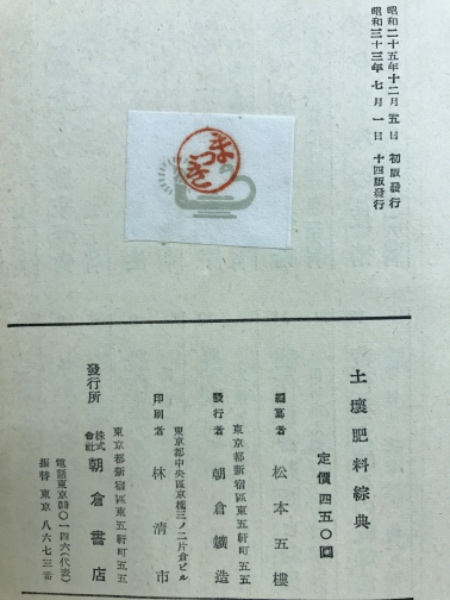 昭和二十五年十二月五日 初版發行
昭和三十三年七月一日 十四版發行
まつき
土壤肥料綜典
定價四五〇圓
編寫者 松本五樓
東京都新宿區東五軒町五五
發行者 朝倉鑛造
東京都中央區京橋三ノ二片倉ビル
印刷者 林清市
東京都新宿區東五軒町五五
發行所 株式會社 朝倉書店
電話東京 〇一四六(代表)
振替東京八六七三番